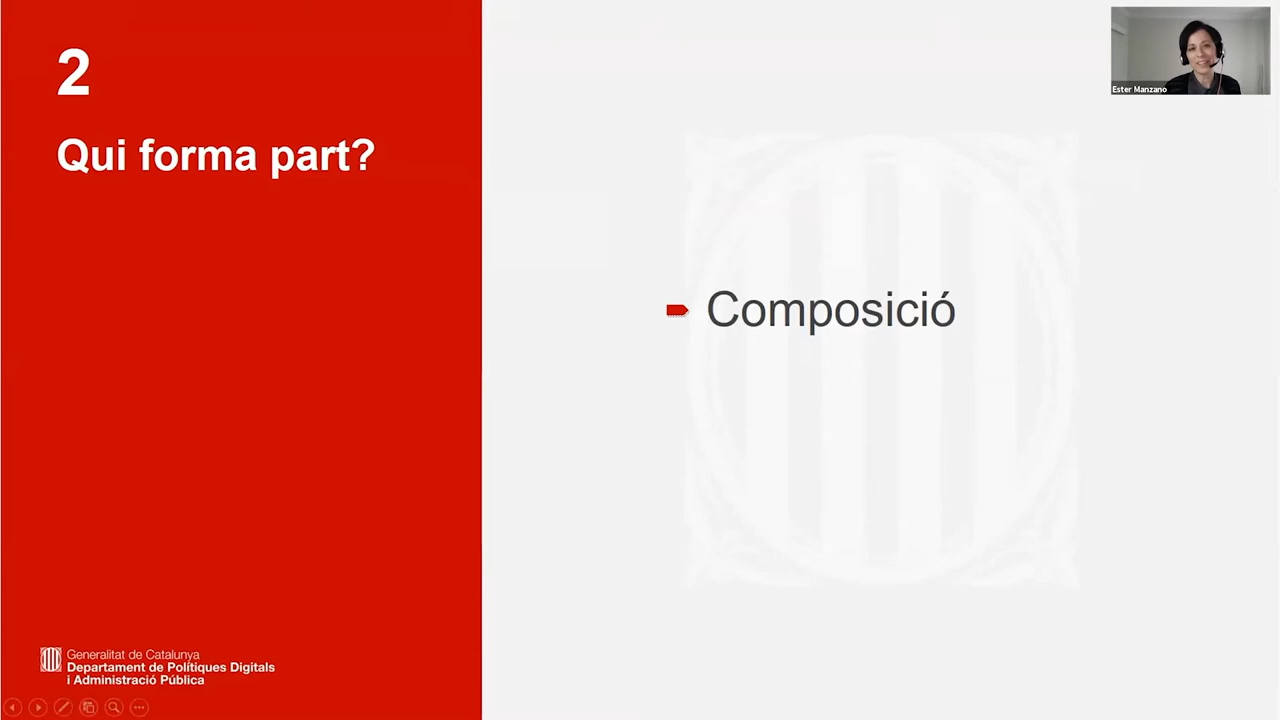 2
Qui forma part?
Composició
Ester Manzano
Generalitat de Catalunya
Departament de Polítiques Digitals
i Administració Pública